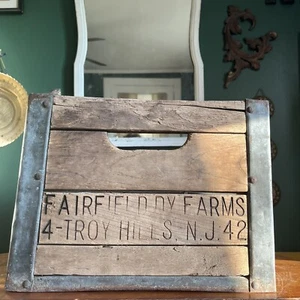 FAIRFIELD DY FARMS
4-TROY HILLS, N.J. 42